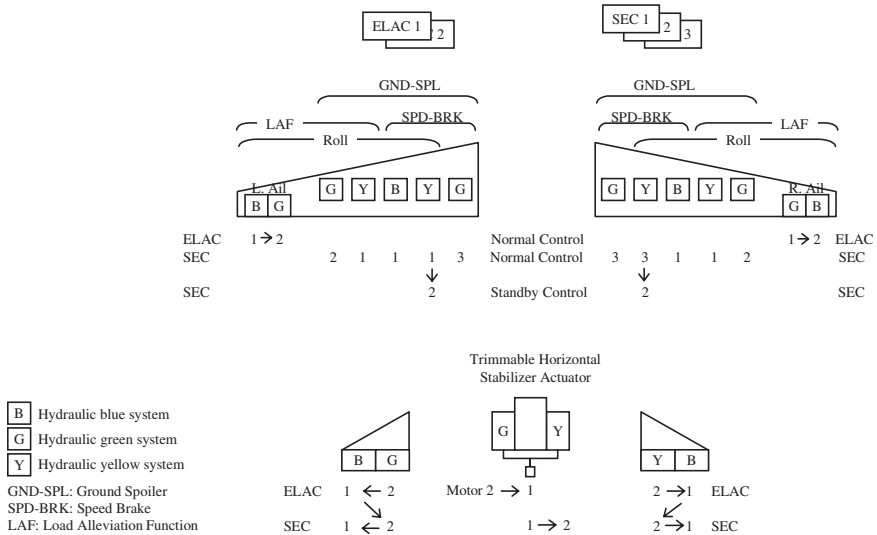 ELAC 1
2
SEC 1
2
3
GND-SPL
GND-SPL
LAF
SPD-BRK
SPD-BRK
LAF
Roll
Roll
L. Ail
G Y B Y G
G Y B Y G
R. Ail
B G
G B
ELAC 1 → 2 Normal Control 1 → 2 ELAC
SEC 2 1 1 1 3 Normal Control 3 3 1 1 2 SEC
↓ ↓
SEC 2 Standby Control 2 SEC
Trimmable Horizontal
Stabilizer Actuator
B Hydraulic blue system
G Hydraulic green system
Y Hydraulic yellow system
G Y
B G
Y B
GND-SPL: Ground Spoiler
SPD-BRK: Speed Brake
LAF: Load Alleviation Function
ELAC 1 ← 2 Motor 2 → 1 2 → 1 ELAC
SEC 1 ← 2 1 → 2 2 → 1 SEC